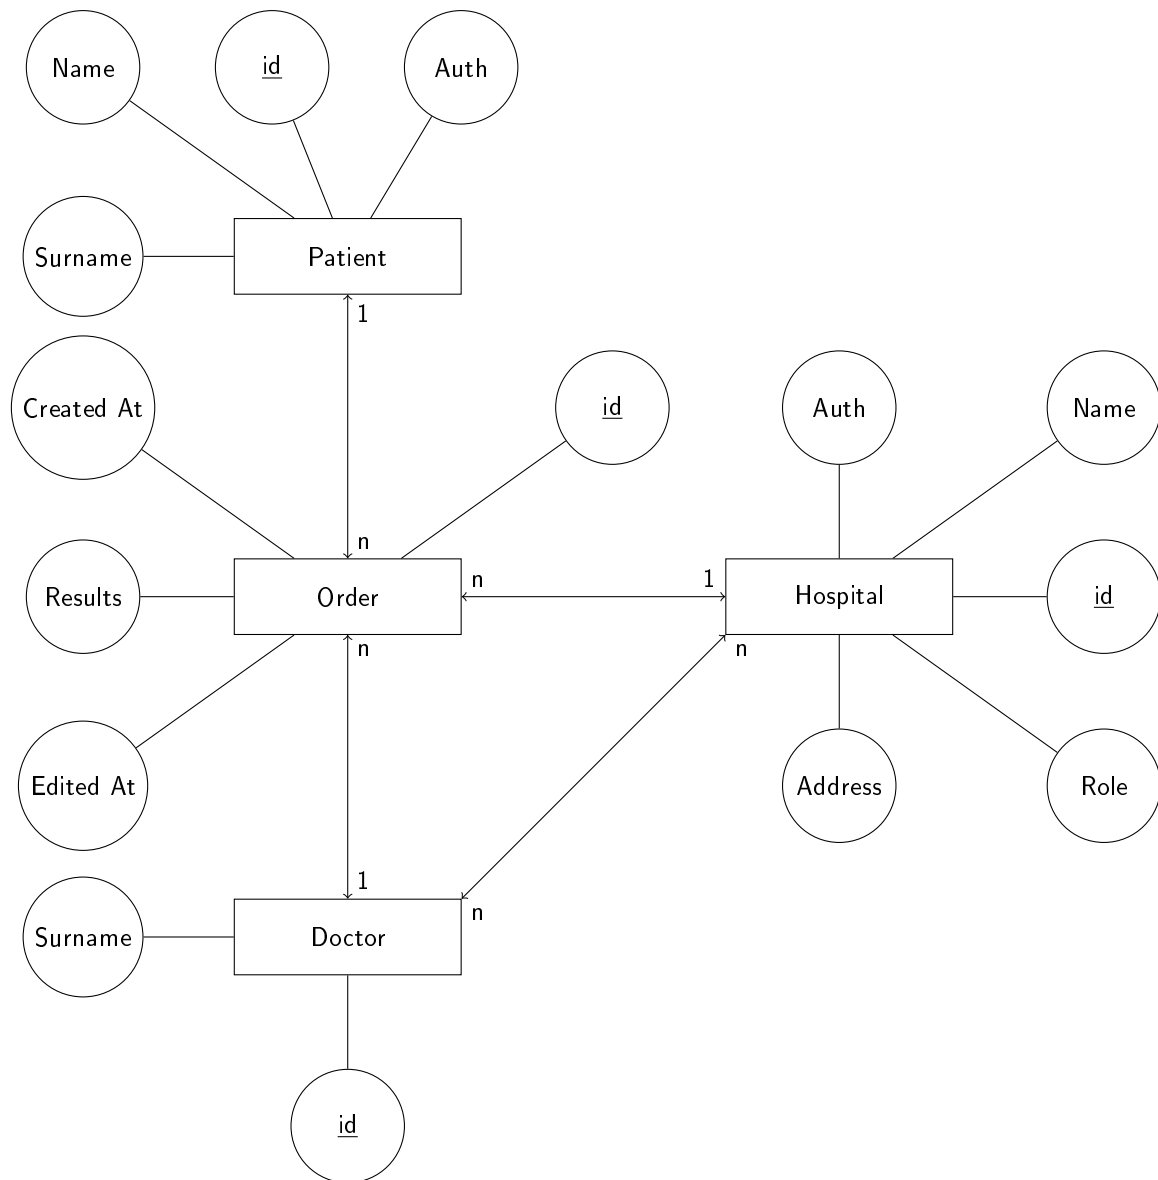 Name
id
Auth
Surname
Patient
1
Created At
id
Auth
Name
n
n
1
Results
Order
Hospital
id
n
n
Edited At
Address
Role
1
n
Surname
Doctor
id